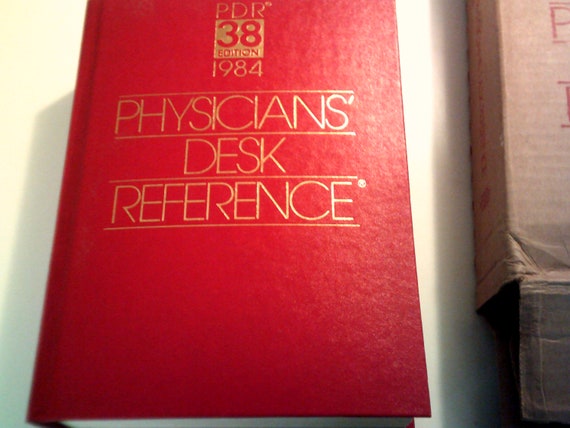 PDR®
38
EDITION
1984
PHYSICIANS'
DESK
REFERENCE®